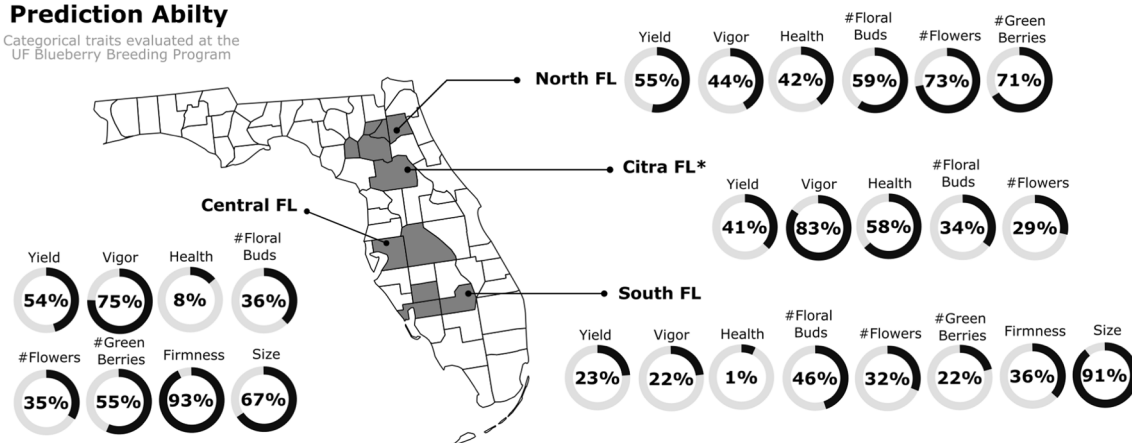 Prediction Abilty
Categorical traits evaluated at the
UF Blueberry Breeding Program
North FL
Yield
Vigor
Health
#Floral
Buds
#Flowers
#Green
Berries
55%
44%
42%
59%
73%
71%
Citra FL*
Yield
Vigor
Health
#Floral
Buds
#Flowers
41%
83%
58%
34%
29%
Central FL
Yield
Vigor
Health
#Floral
Buds
54%
75%
8%
36%
#Flowers
#Green
Berries
Firmness
Size
35%
55%
93%
67%
South FL
Yield
Vigor
Health
#Floral
Buds
#Flowers
#Green
Berries
Firmness
Size
23%
22%
1%
46%
32%
22%
36%
91%